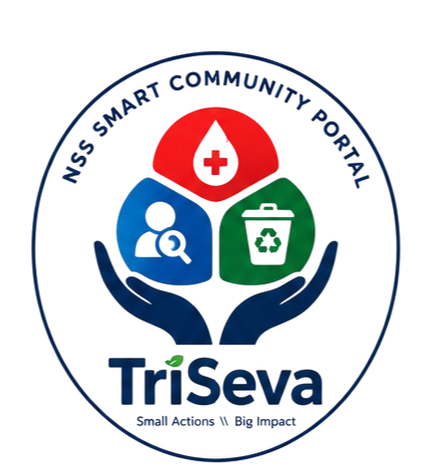 NSS SMART COMMUNITY PORTAL
TriSeva
Small Actions \\ Big Impact